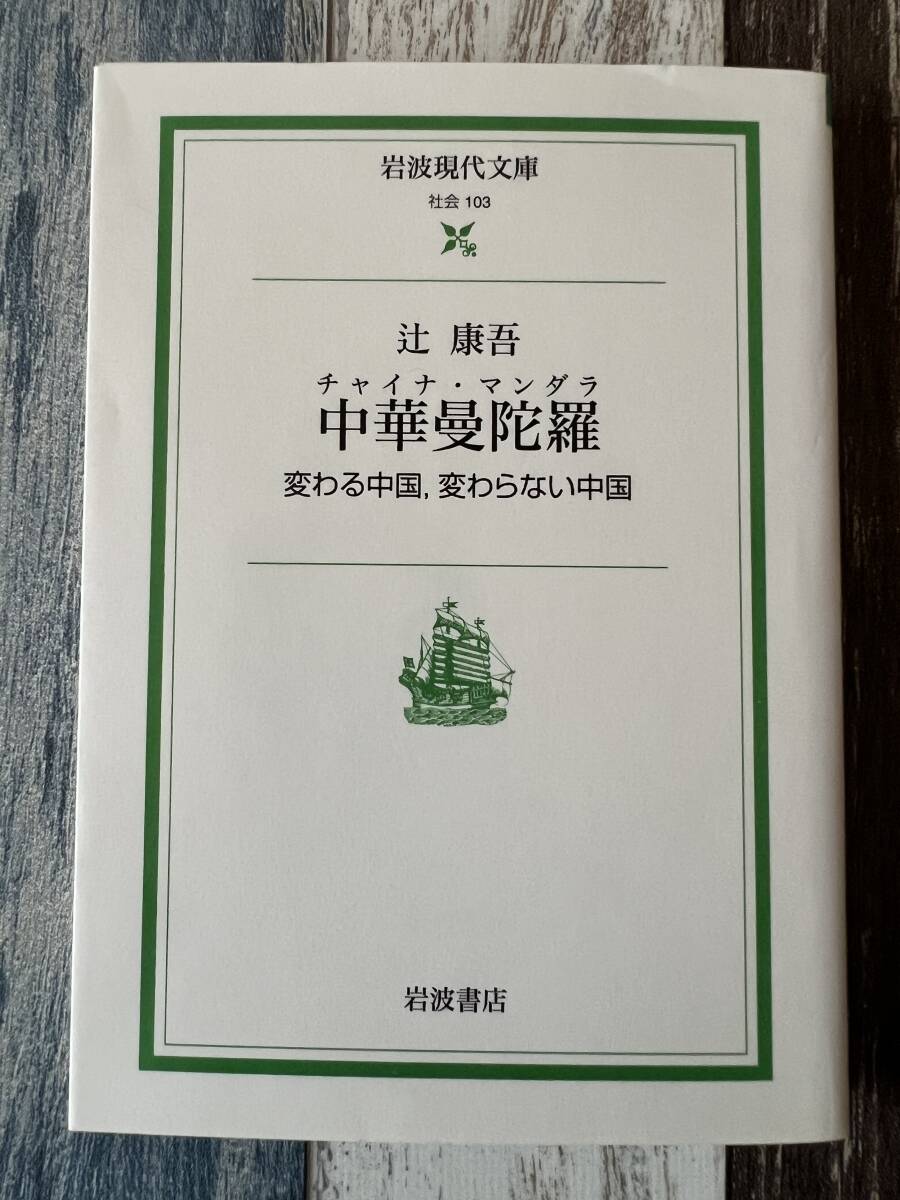 岩波現代文庫
社会 103
辻 康吾
チャイナ・マンダラ
中華曼陀羅
変わる中国, 変わらない中国
岩波書店